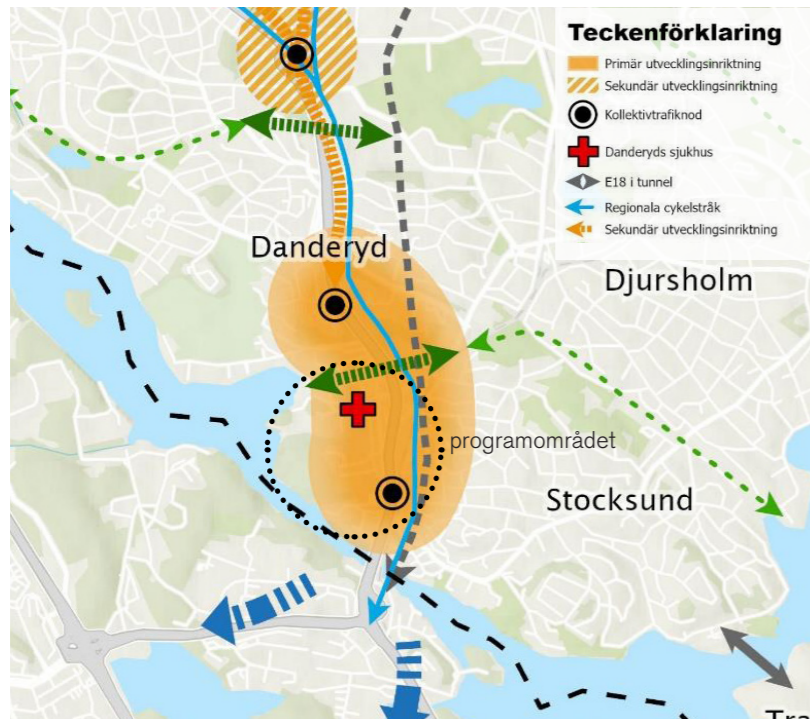 Teckenförklaring
Primär utvecklingsinriktning
Sekundär utvecklingsinriktning
Kollektivtrafiknod
Danderyds sjukhus
E18 i tunnel
Regionala cykelstråk
Sekundär utvecklingsinriktning
Danderyd
Djursholm
programområdet
Stocksund